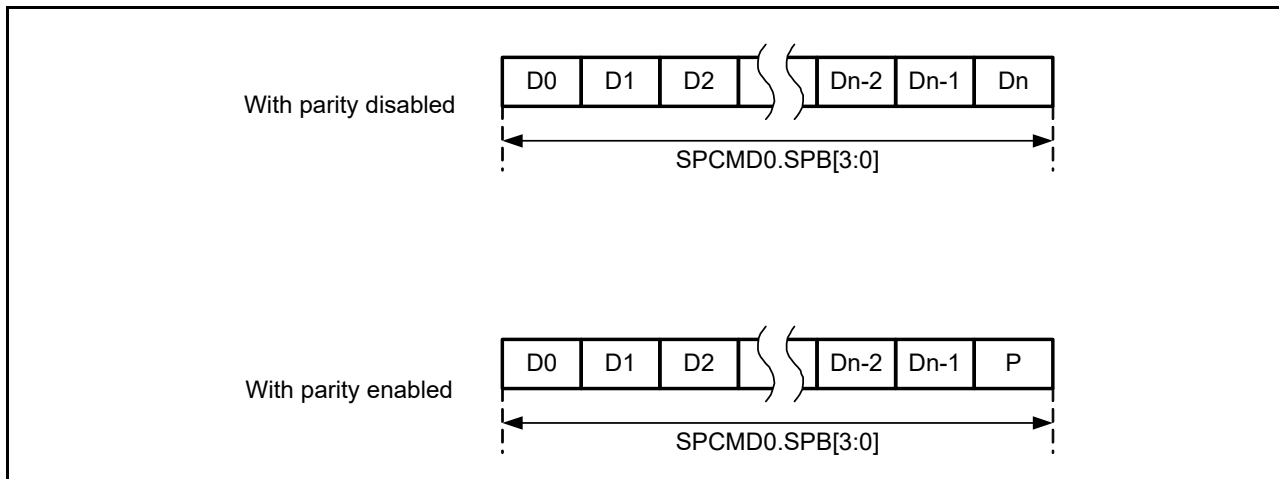 D0 D1 D2 Dn-2 Dn-1 Dn
With parity disabled
SPCMD0.SPB[3:0]
D0 D1 D2 Dn-2 Dn-1 P
With parity enabled
SPCMD0.SPB[3:0]